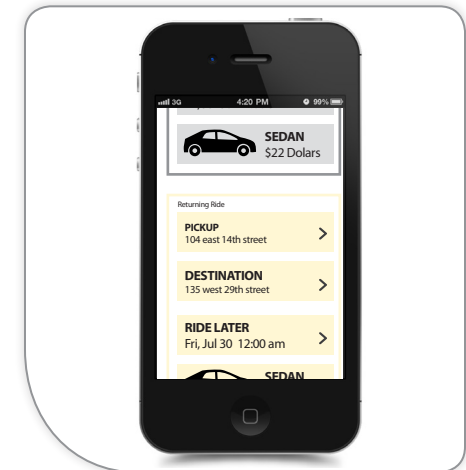 3G 4:20 PM 99%
SEDAN
$22 Dolars
Returning Ride
PICKUP
104 east 14th street
DESTINATION
135 west 29th street
RIDE LATER
Fri, Jul 30 12:00 am
SEDAN